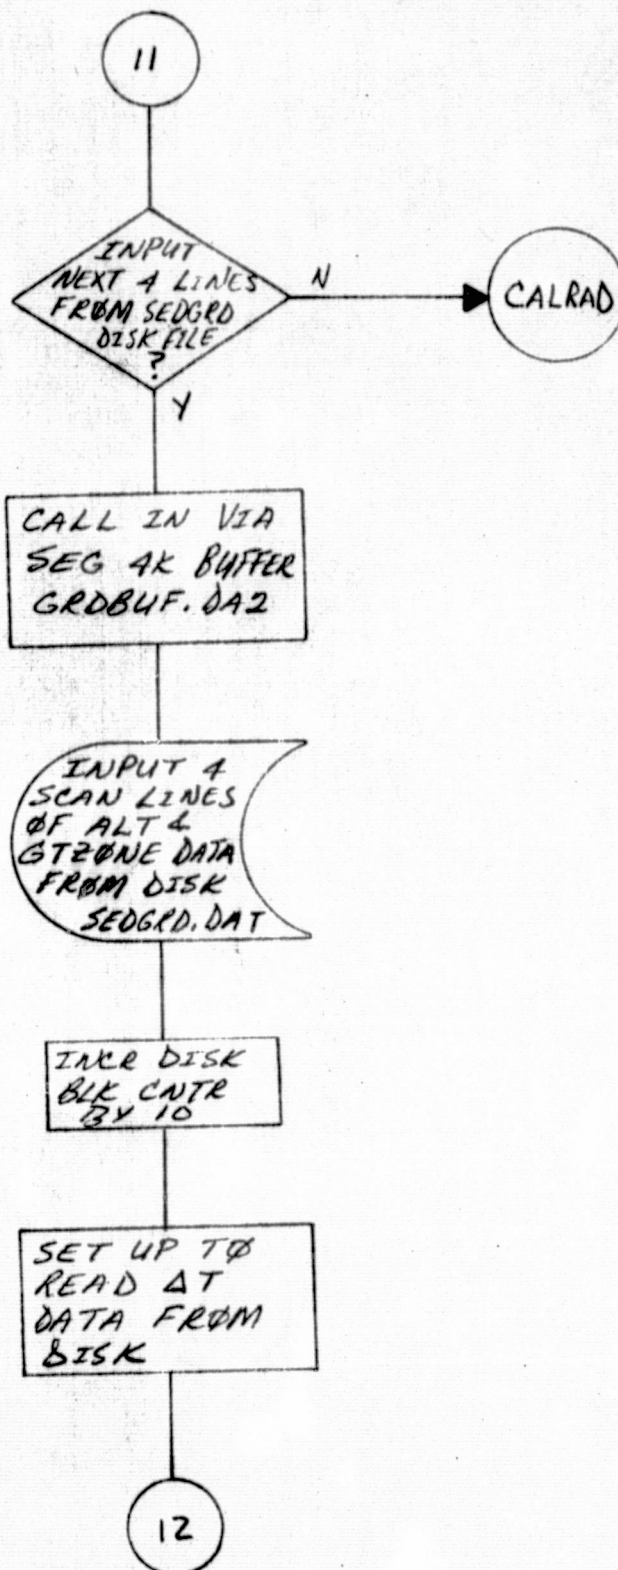 11
INPUT
NEXT 4 LINES
FRØM SEDGRD
DISK FILE
?
N
CALRAD
Y
CALL IN VIA
SEG 4K BUFFER
GRDBUF.DA2
INPUT 4
SCAN LINES
ØF ALT &
GTZØNE DATA
FRØM DISK
SEDGRD.DAT
INCR DISK
BLK CNTR
BY 10
SET UP TØ
READ ΔT
DATA FRØM
DISK
12